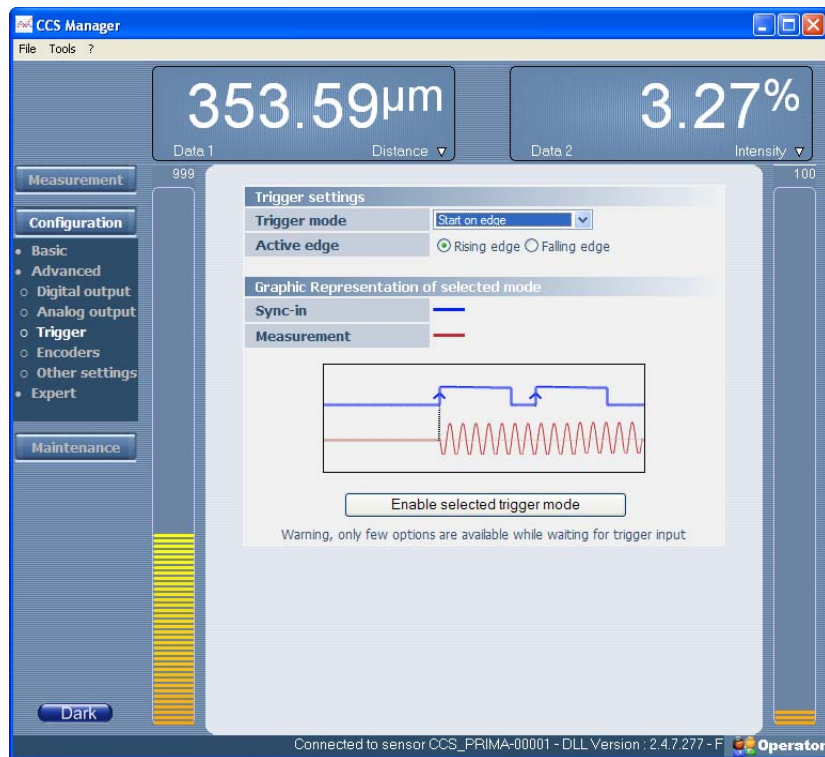 CCS Manager
File Tools ?
353.59µm
Data 1 Distance
3.27%
Data 2 Intensity
999
100
Measurement
Configuration
Basic
Advanced
Digital output
Analog output
Trigger
Encoders
Other settings
Expert
Maintenance
Dark
Trigger settings
Trigger mode Start on edge
Active edge Rising edge Falling edge
Graphic Representation of selected mode
Sync-in
Measurement
Enable selected trigger mode
Warning, only few options are available while waiting for trigger input
Connected to sensor CCS_PRIMA-00001 - DLL Version : 2.4.7.277 - F
Operator